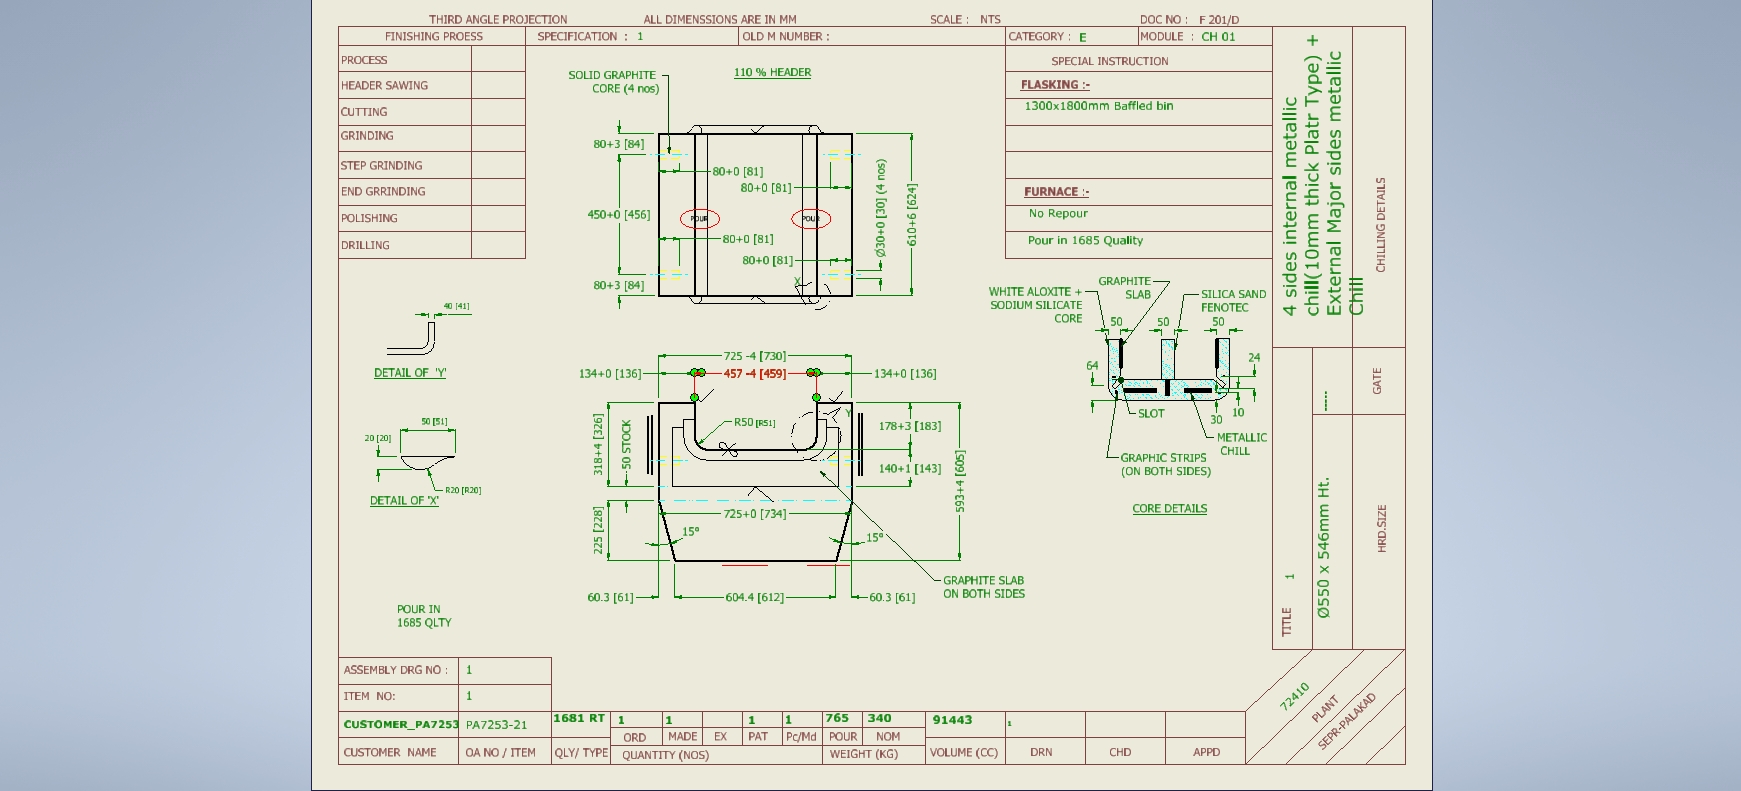 THIRD ANGLE PROJECTION
ALL DIMENSSIONS ARE IN MM
SCALE : NTS
DOC NO : F 201/D
FINISHING PROESS
SPECIFICATION : 1
OLD M NUMBER :
CATEGORY : E
MODULE : CH 01
PROCESS
HEADER SAWING
CUTTING
GRINDING
STEP GRINDING
END GRRINDING
POLISHING
DRILLING
SPECIAL INSTRUCTION
FLASKING :-
1300x1800mm Baffled bin
FURNACE :-
No Repour
Pour in 1685 Quality
4 sides internal metallic
chill(10mm thick Platr Type) +
External Major sides metallic
Chill
CHILLING DETAILS
GATE
-----
HRD.SIZE
Ø550 x 546mm Ht.
TITLE 1
SOLID GRAPHITE
CORE (4 nos)
110 % HEADER
80+3 [84]
450+0 [456]
80+3 [84]
80+0 [81]
80+0 [81]
80+0 [81]
80+0 [81]
POUR
POUR
Ø30+0 [30] (4 nos)
610+6 [624]
X
40 [41]
DETAIL OF 'Y'
50 [51]
20 [20]
R20 [R20]
DETAIL OF 'X'
725 -4 [730]
134+0 [136]
457 -4 [459]
134+0 [136]
R50 [R51]
Y
318+4 [326]
50 STOCK
178+3 [183]
140+1 [143]
593+4 [605]
725+0 [734]
225 [228]
15°
15°
60.3 [61]
604.4 [612]
60.3 [61]
GRAPHITE SLAB
ON BOTH SIDES
GRAPHITE
SLAB
WHITE ALOXITE +
SODIUM SILICATE
CORE
SILICA SAND
FENOTEC
50
50
50
64
24
10
30
SLOT
METALLIC
CHILL
GRAPHIC STRIPS
(ON BOTH SIDES)
CORE DETAILS
POUR IN
1685 QLTY
ASSEMBLY DRG NO : 1
ITEM NO: 1
CUSTOMER_PA7253
PA7253-21
1681 RT
1
1
1
1
765
340
91443
1
ORD
MADE
EX
PAT
Pc/Md
POUR
NOM
CUSTOMER NAME
OA NO / ITEM
QLY/ TYPE
QUANTITY (NOS)
WEIGHT (KG)
VOLUME (CC)
DRN
CHD
APPD
72410
PLANT
SEPR-PALAKAD